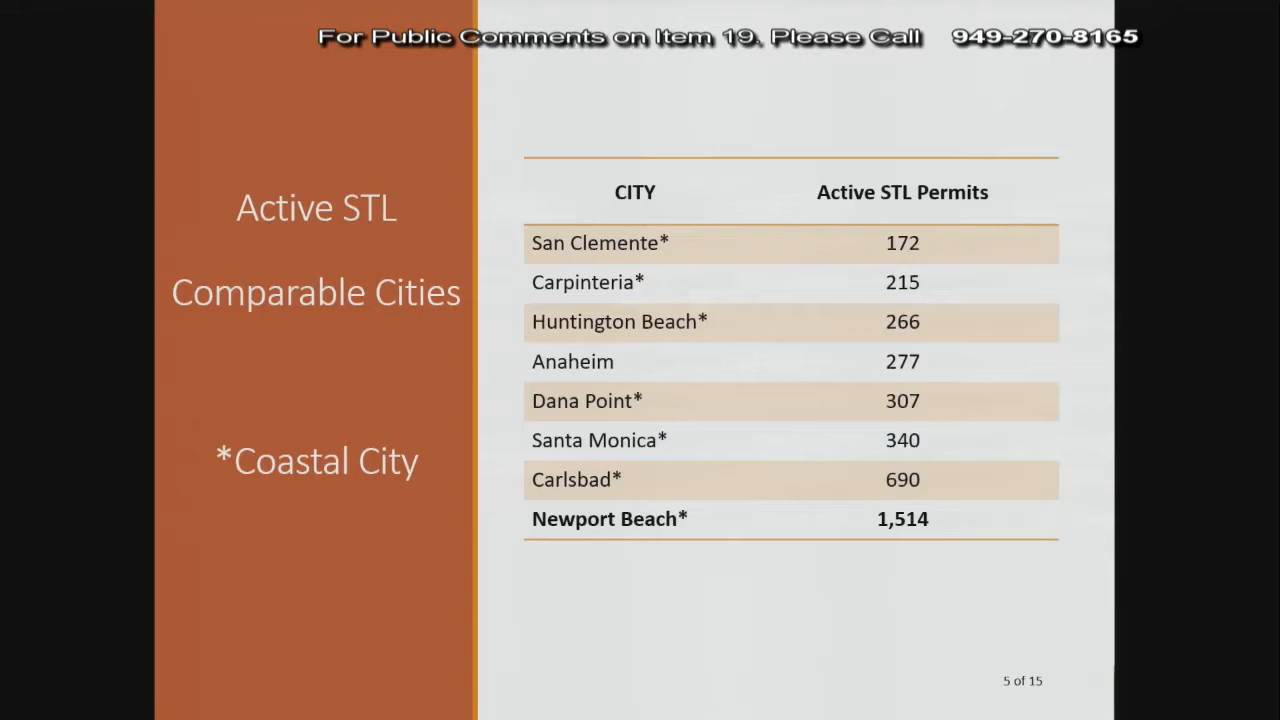 For Public Comments on Item 19. Please Call 949-270-8165
Active STL
Comparable Cities
*Coastal City
CITY Active STL Permits
San Clemente* 172
Carpinteria* 215
Huntington Beach* 266
Anaheim 277
Dana Point* 307
Santa Monica* 340
Carlsbad* 690
Newport Beach* 1,514
5 of 15